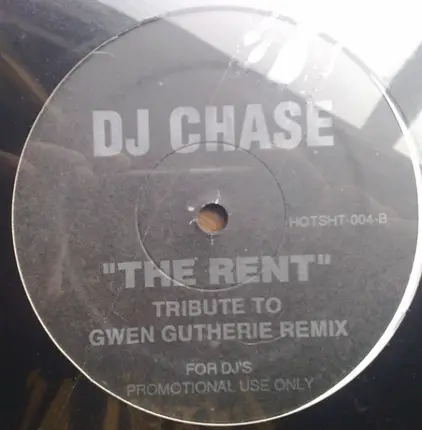 DJ CHASE
HOTSHT-004-B
"THE RENT"
TRIBUTE TO
GWEN GUTHERIE REMIX
FOR DJ'S
PROMOTIONAL USE ONLY